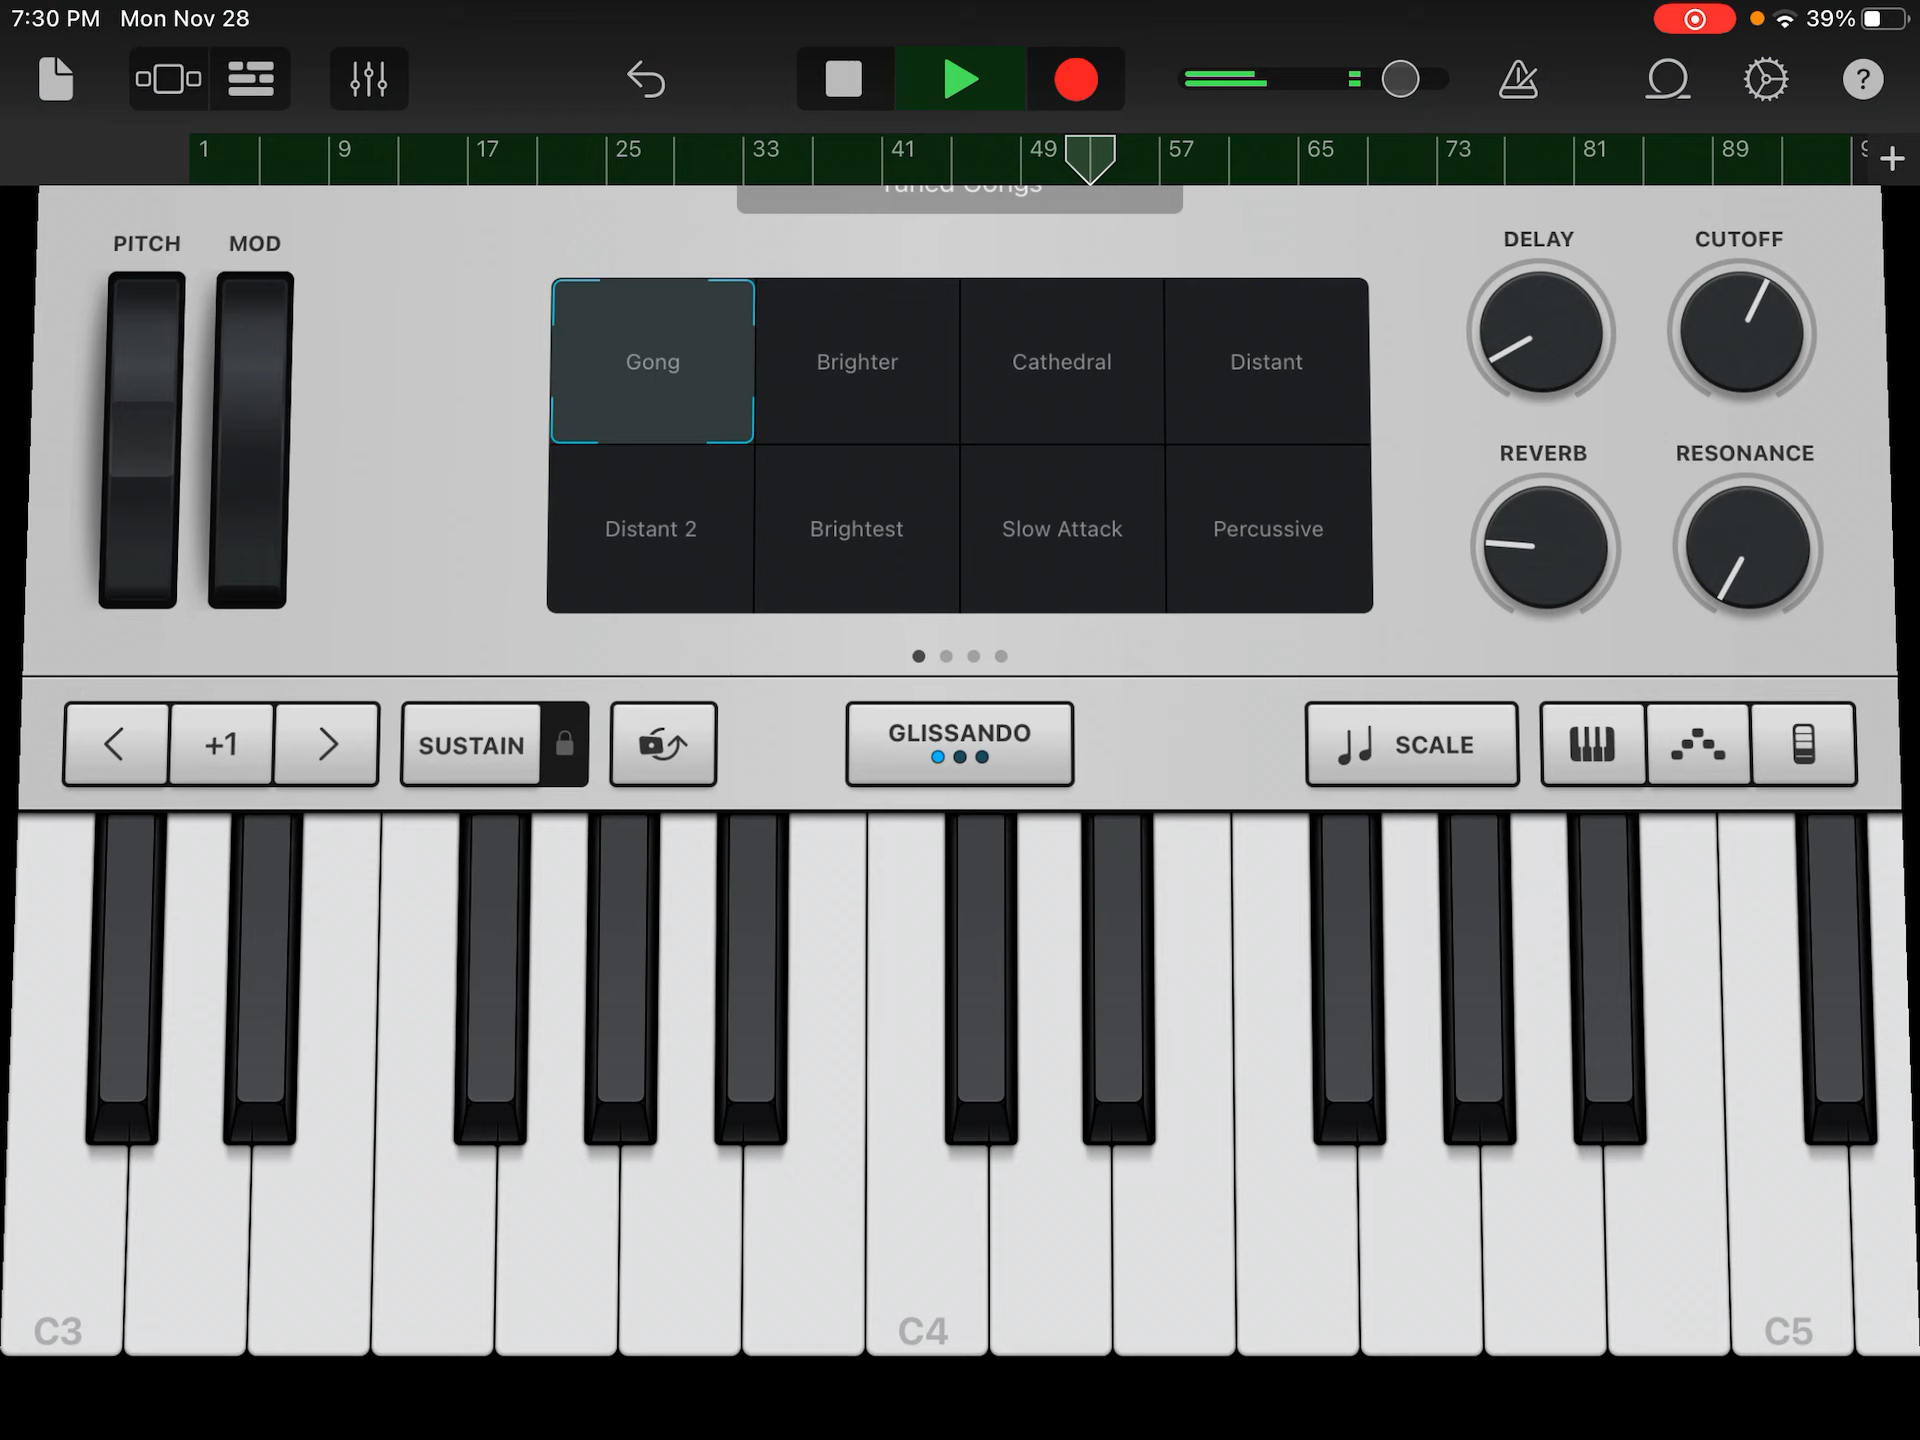 7:30 PM Mon Nov 28
39%
1 9 17 25 33 41 49 57 65 73 81 89
Tuned Gongs
PITCH MOD
DELAY CUTOFF
Gong Brighter Cathedral Distant
REVERB RESONANCE
Distant 2 Brightest Slow Attack Percussive
+1 SUSTAIN GLISSANDO SCALE
C3 C4 C5